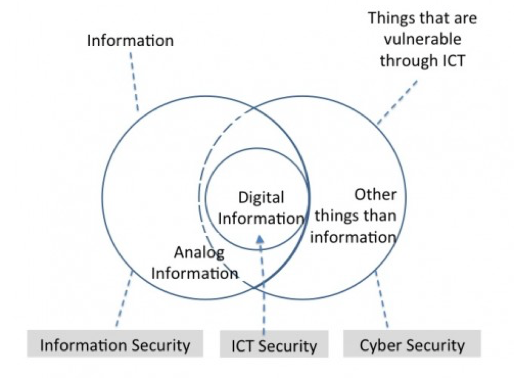 Information
Things that are
vulnerable
through ICT
Digital
Information
Other
things than
information
Analog
Information
Information Security
ICT Security
Cyber Security